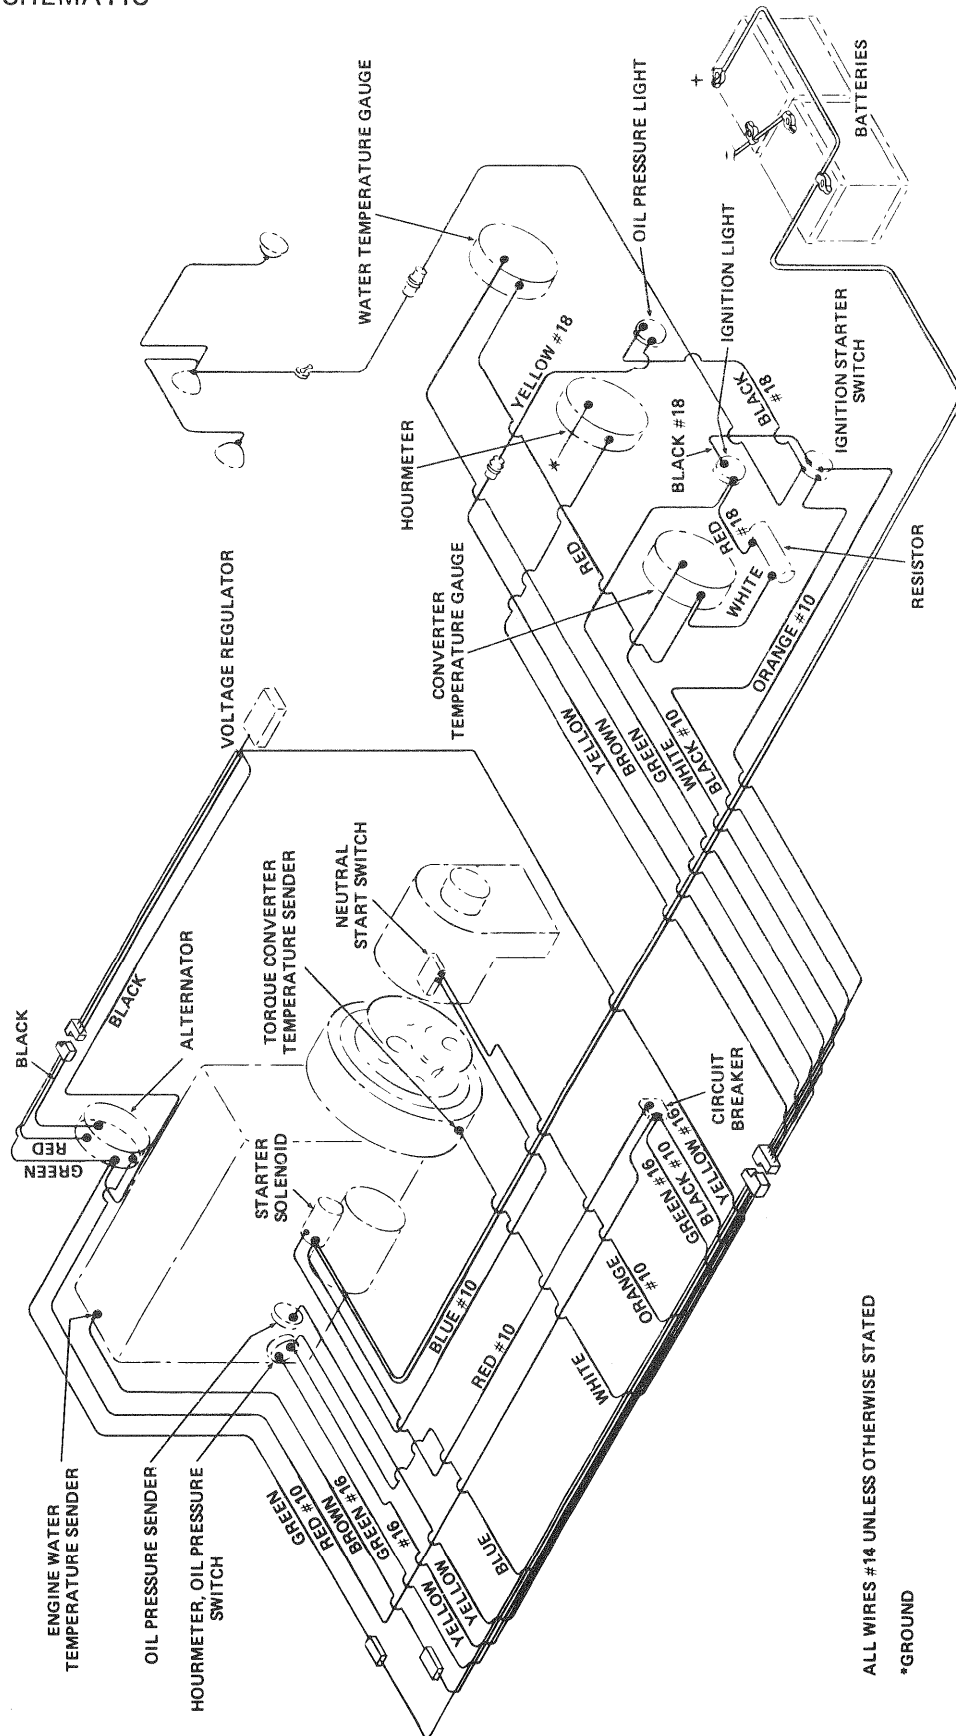 SCHEMATIC
WATER TEMPERATURE GAUGE
OIL PRESSURE LIGHT
+
-
BATTERIES
IGNITION LIGHT
IGNITION STARTER
SWITCH
YELLOW #18
HOURMETER
*
BLACK #18
BLACK
#18
RED
RED
#18
WHITE
RESISTOR
ORANGE #10
CONVERTER
TEMPERATURE GAUGE
VOLTAGE REGULATOR
YELLOW
BROWN
GREEN
WHITE
BLACK #10
NEUTRAL
START SWITCH
TORQUE CONVERTER
TEMPERATURE SENDER
ALTERNATOR
BLACK
BLACK
RED
GREEN
STARTER
SOLENOID
CIRCUIT
BREAKER
YELLOW #16
BLACK #10
GREEN #16
ORANGE
#10
BLUE #10
RED #10
WHITE
BLUE
YELLOW
YELLOW
GREEN
RED #10
BROWN
GREEN #16
#16
ENGINE WATER
TEMPERATURE SENDER
OIL PRESSURE SENDER
HOURMETER, OIL PRESSURE
SWITCH
ALL WIRES #14 UNLESS OTHERWISE STATED
*GROUND